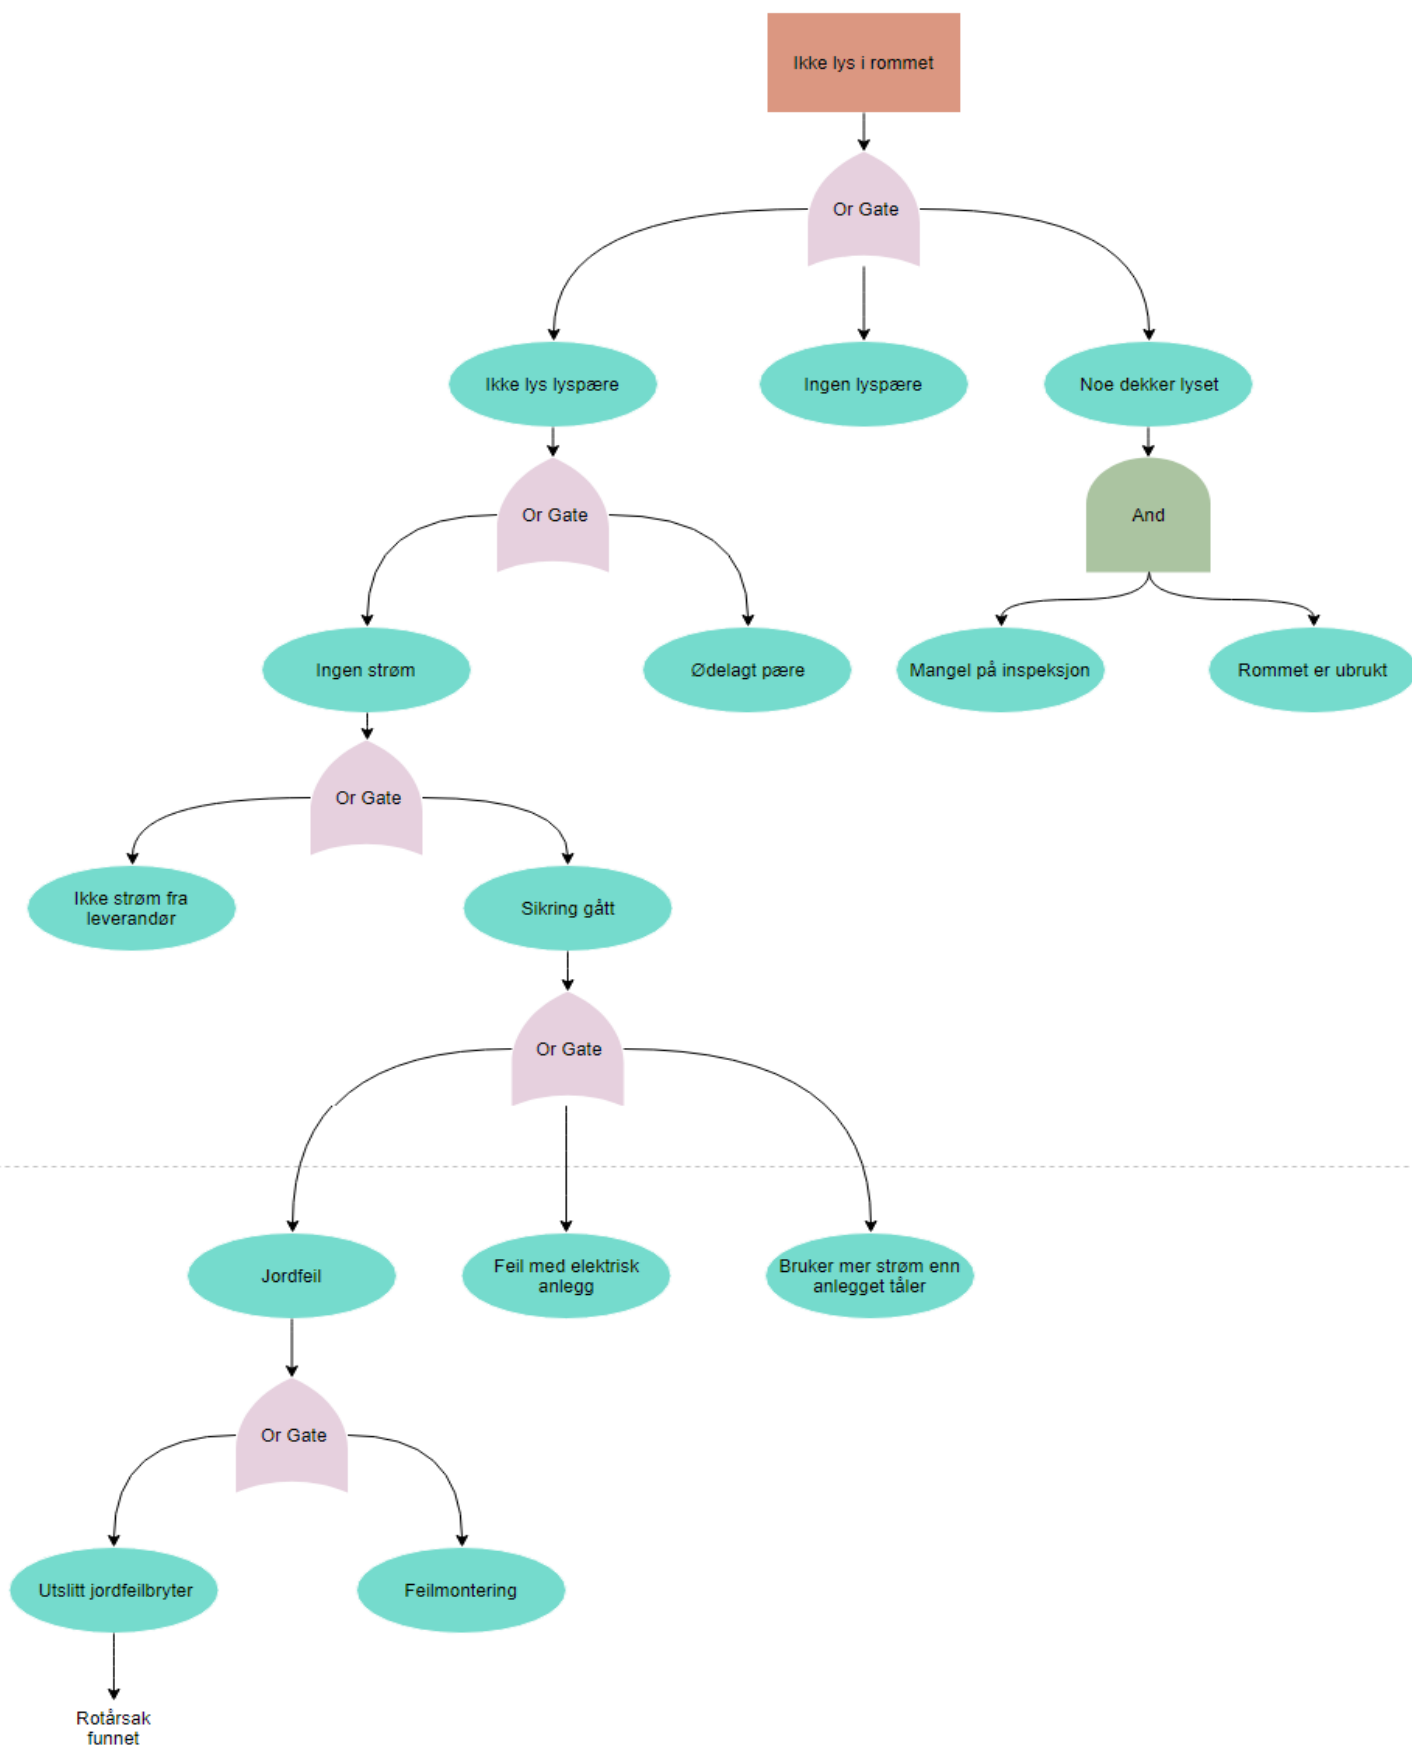 Ikke lys i rommet
Or Gate
Ikke lys lyspære
Ingen lyspære
Noe dekker lyset
Or Gate
And
Ingen strøm
Ødelagt pære
Mangel på inspeksjon
Rommet er ubrukt
Or Gate
Ikke strøm fra
leverandør
Sikring gått
Or Gate
Jordfeil
Feil med elektrisk
anlegg
Bruker mer strøm enn
anlegget tåler
Or Gate
Utslitt jordfeilbryter
Feilmontering
Rotårsak
funnet